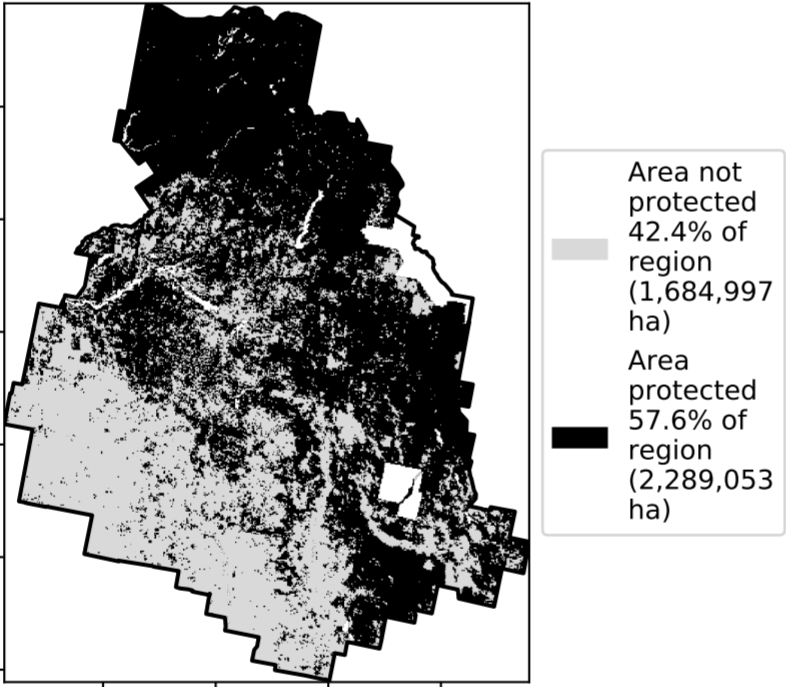 Area not
protected
42.4% of
region
(1,684,997
ha)
Area
protected
57.6% of
region
(2,289,053
ha)